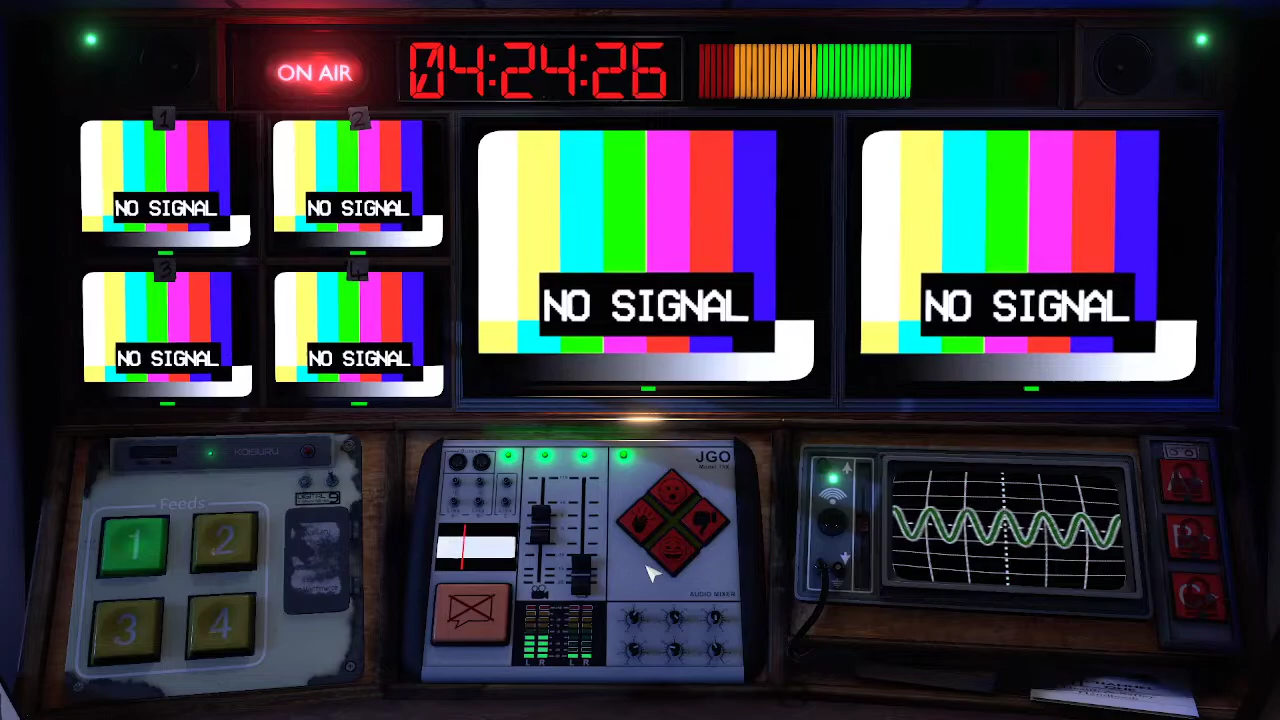 ON AIR
04:24:26
1
2
NO SIGNAL
NO SIGNAL
NO SIGNAL
NO SIGNAL
3
4
NO SIGNAL
NO SIGNAL
KOISURU
Feeds
1
2
3
4
JGO
AUDIO MIXER
L R
L R